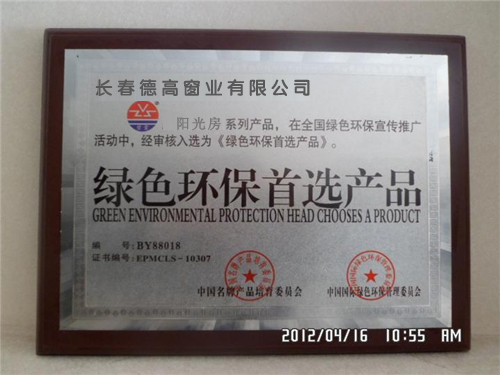 长春德高窗业有限公司
阳光房系列产品，在全国绿色环保宣传推广
活动中，经审核入选为《绿色环保首选产品》。
绿色环保首选产品
GREEN ENVIRONMENTAL PROTECTION HEAD CHOOSES A PRODUCT
编 号:BY88018
证书编号:EPMCLS-10307
中国名牌产品培育委员会
中国国际绿色环保管理委员会
2012/04/16 10:55 AM